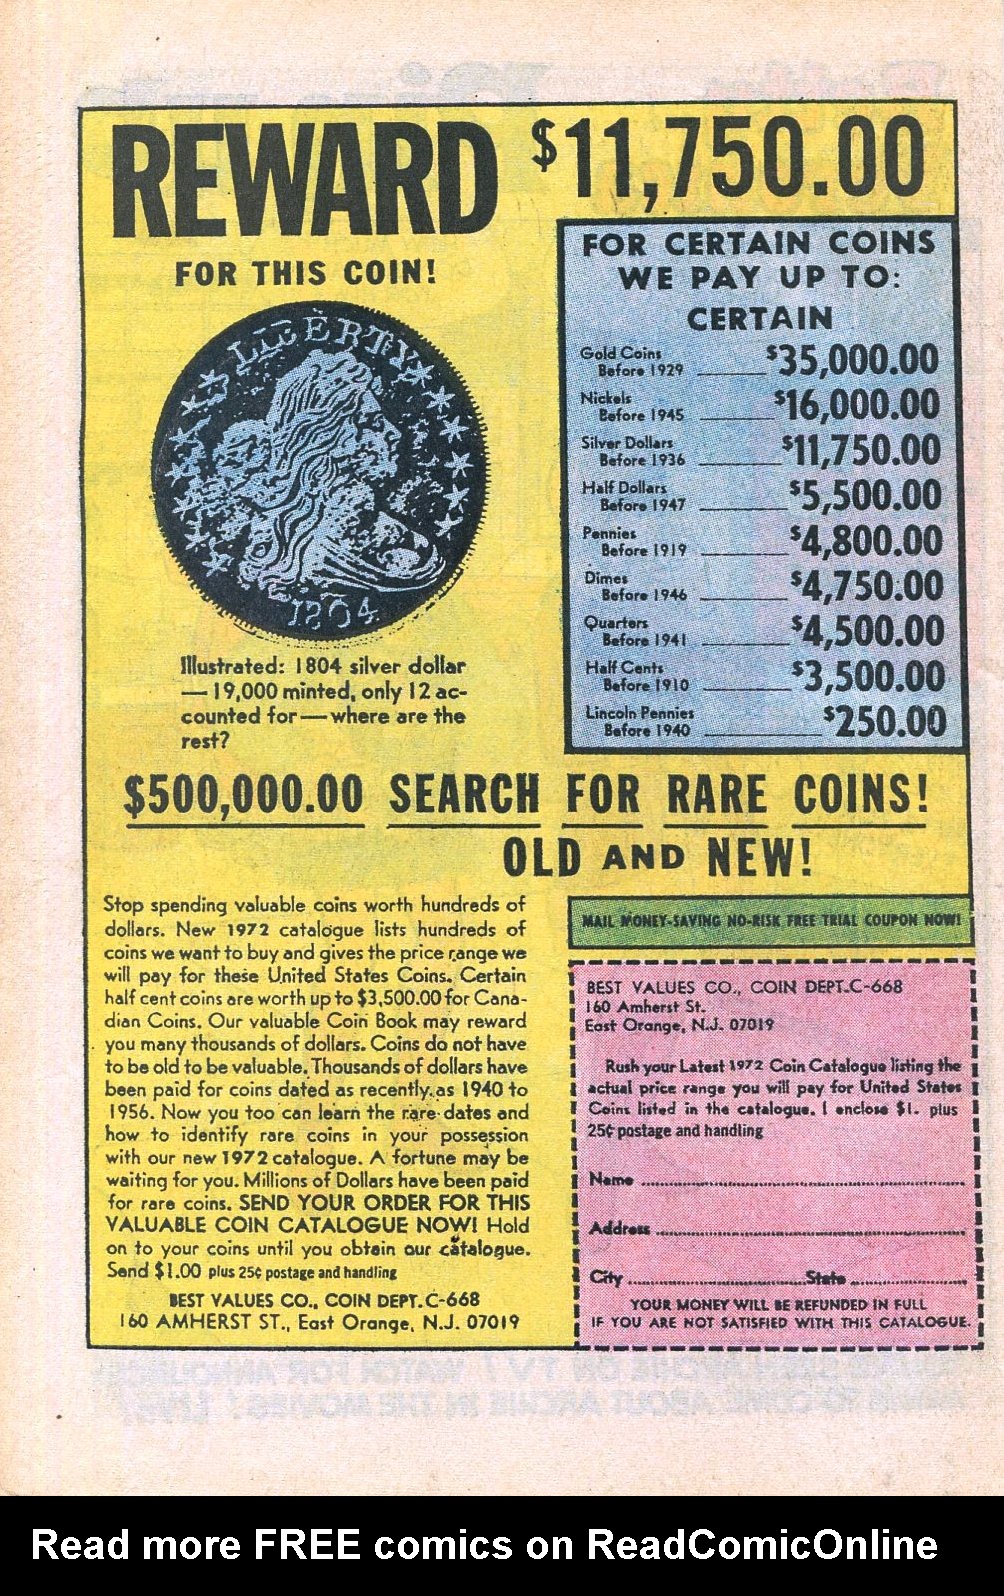 REWARD $11,750.00
FOR THIS COIN!
LIBERTY
1804
Illustrated: 1804 silver dollar
— 19,000 minted, only 12 ac-
counted for — where are the
rest?
FOR CERTAIN COINS
WE PAY UP TO:
CERTAIN
Gold Coins
Before 1929 $35,000.00
Nickels
Before 1945 $16,000.00
Silver Dollars
Before 1936 $11,750.00
Half Dollars
Before 1947 $5,500.00
Pennies
Before 1919 $4,800.00
Dimes
Before 1946 $4,750.00
Quarters
Before 1941 $4,500.00
Half Cents
Before 1910 $3,500.00
Lincoln Pennies
Before 1940 $250.00
$500,000.00 SEARCH FOR RARE COINS!
OLD AND NEW!
Stop spending valuable coins worth hundreds of
dollars. New 1972 catalogue lists hundreds of
coins we want to buy and gives the price range we
will pay for these United States Coins. Certain
half cent coins are worth up to $3,500.00 for Cana-
dian Coins. Our valuable Coin Book may reward
you many thousands of dollars. Coins do not have
to be old to be valuable. Thousands of dollars have
been paid for coins dated as recently as 1940 to
1956. Now you too can learn the rare dates and
how to identify rare coins in your possession
with our new 1972 catalogue. A fortune may be
waiting for you. Millions of Dollars have been paid
for rare coins. SEND YOUR ORDER FOR THIS
VALUABLE COIN CATALOGUE NOW! Hold
on to your coins until you obtain our catalogue.
Send $1.00 plus 25¢ postage and handling
BEST VALUES CO., COIN DEPT. C-668
160 AMHERST ST., East Orange, N.J. 07019
MAIL MONEY-SAVING NO-RISK FREE TRIAL COUPON NOW!
BEST VALUES CO., COIN DEPT. C-668
160 Amherst St.
East Orange, N.J. 07019
Rush your Latest 1972 Coin Catalogue listing the
actual price range you will pay for United States
Coins listed in the catalogue. I enclose $1. plus
25¢ postage and handling
Name
Address
City State
YOUR MONEY WILL BE REFUNDED IN FULL
IF YOU ARE NOT SATISFIED WITH THIS CATALOGUE.
Read more FREE comics on ReadComicOnline